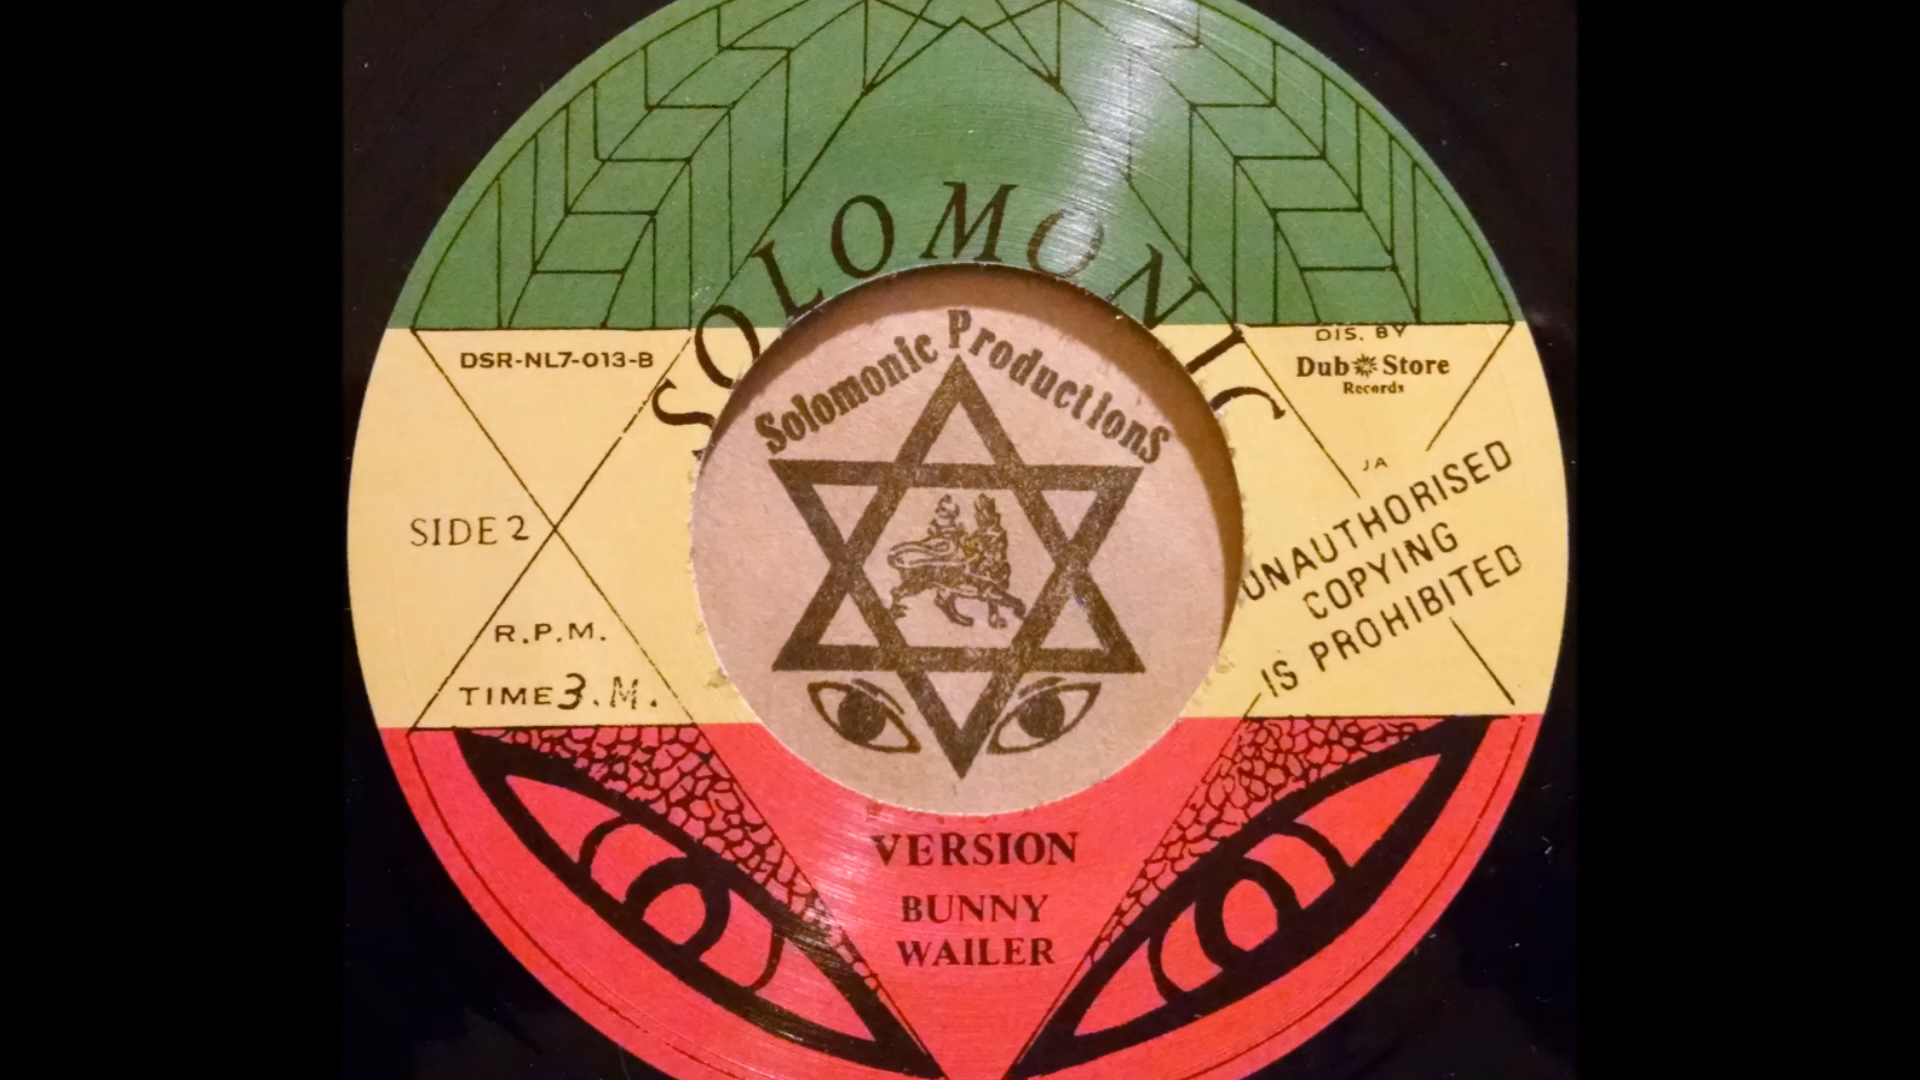 SOLOMONIC
Solomonic ProductionS
DSR-NL7-013-B
DIS. BY
Dub Store
Records
JA
UNAUTHORISED
COPYING
IS PROHIBITED
SIDE 2
R.P.M.
TIME 3.M.
VERSION
BUNNY
WAILER